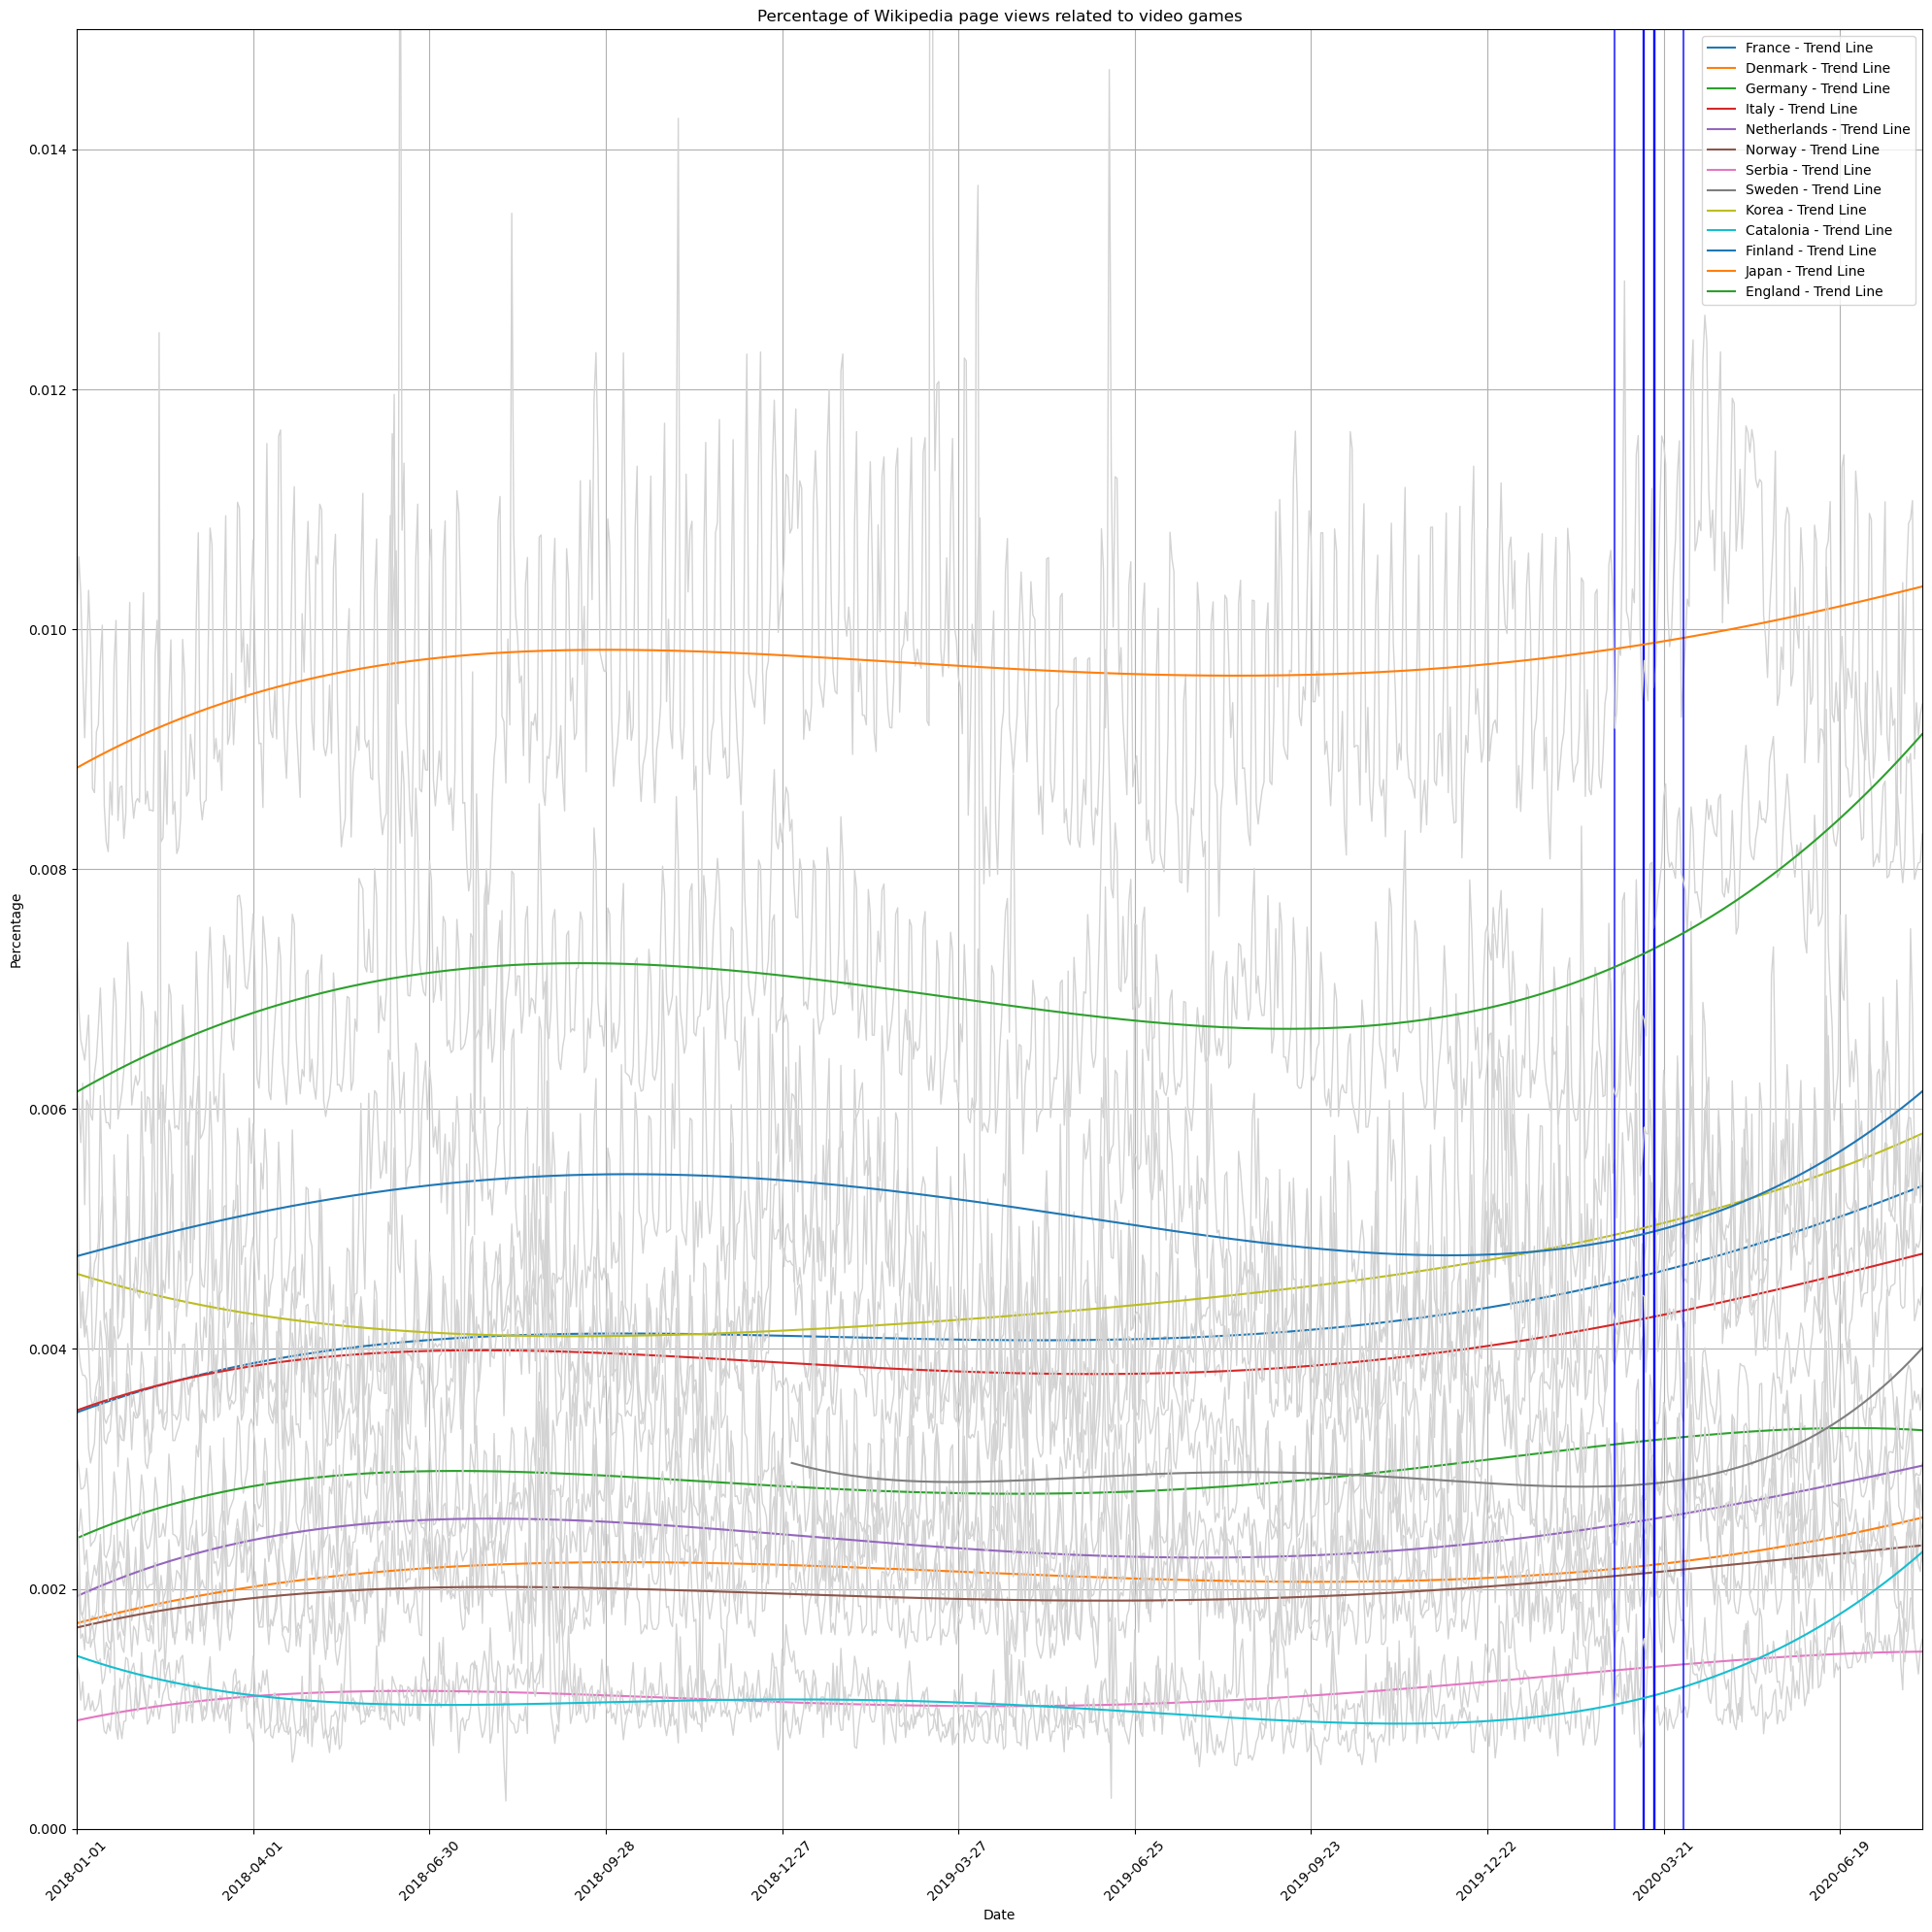 Percentage of Wikipedia page views related to video games
France - Trend Line
Denmark - Trend Line
Germany - Trend Line
Italy - Trend Line
Netherlands - Trend Line
Norway - Trend Line
Serbia - Trend Line
Sweden - Trend Line
Korea - Trend Line
Catalonia - Trend Line
Finland - Trend Line
Japan - Trend Line
England - Trend Line
0.014
0.012
0.010
0.008
0.006
0.004
0.002
0.000
Percentage
2018-01-01
2018-04-01
2018-06-30
2018-09-28
2018-12-27
2019-03-27
2019-06-25
2019-09-23
2019-12-22
2020-03-21
2020-06-19
Date